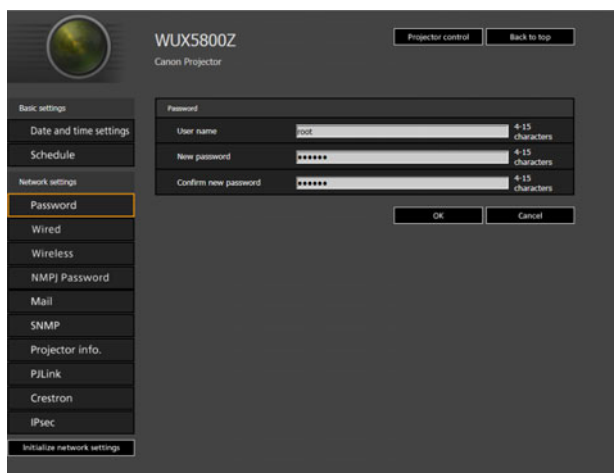 WUX5800Z
Canon Projector
Projector control
Back to top
Basic settings
Date and time settings
Schedule
Network settings
Password
Wired
Wireless
NMPJ Password
Mail
SNMP
Projector info.
PJLink
Crestron
IPsec
Initialize network settings
Password
User name
root
4-15
characters
New password
••••••
4-15
characters
Confirm new password
••••••
4-15
characters
OK
Cancel